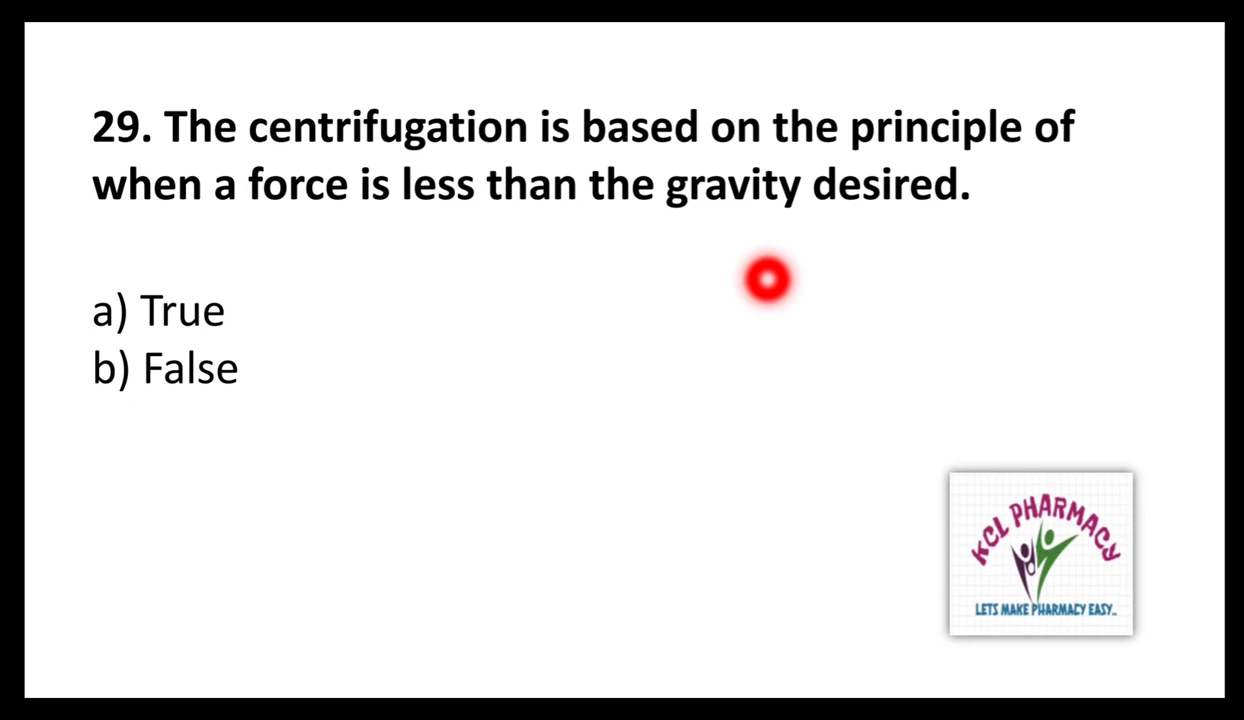 29. The centrifugation is based on the principle of
when a force is less than the gravity desired.
a) True
b) False
KCL PHARMACY
LETS MAKE PHARMACY EASY..